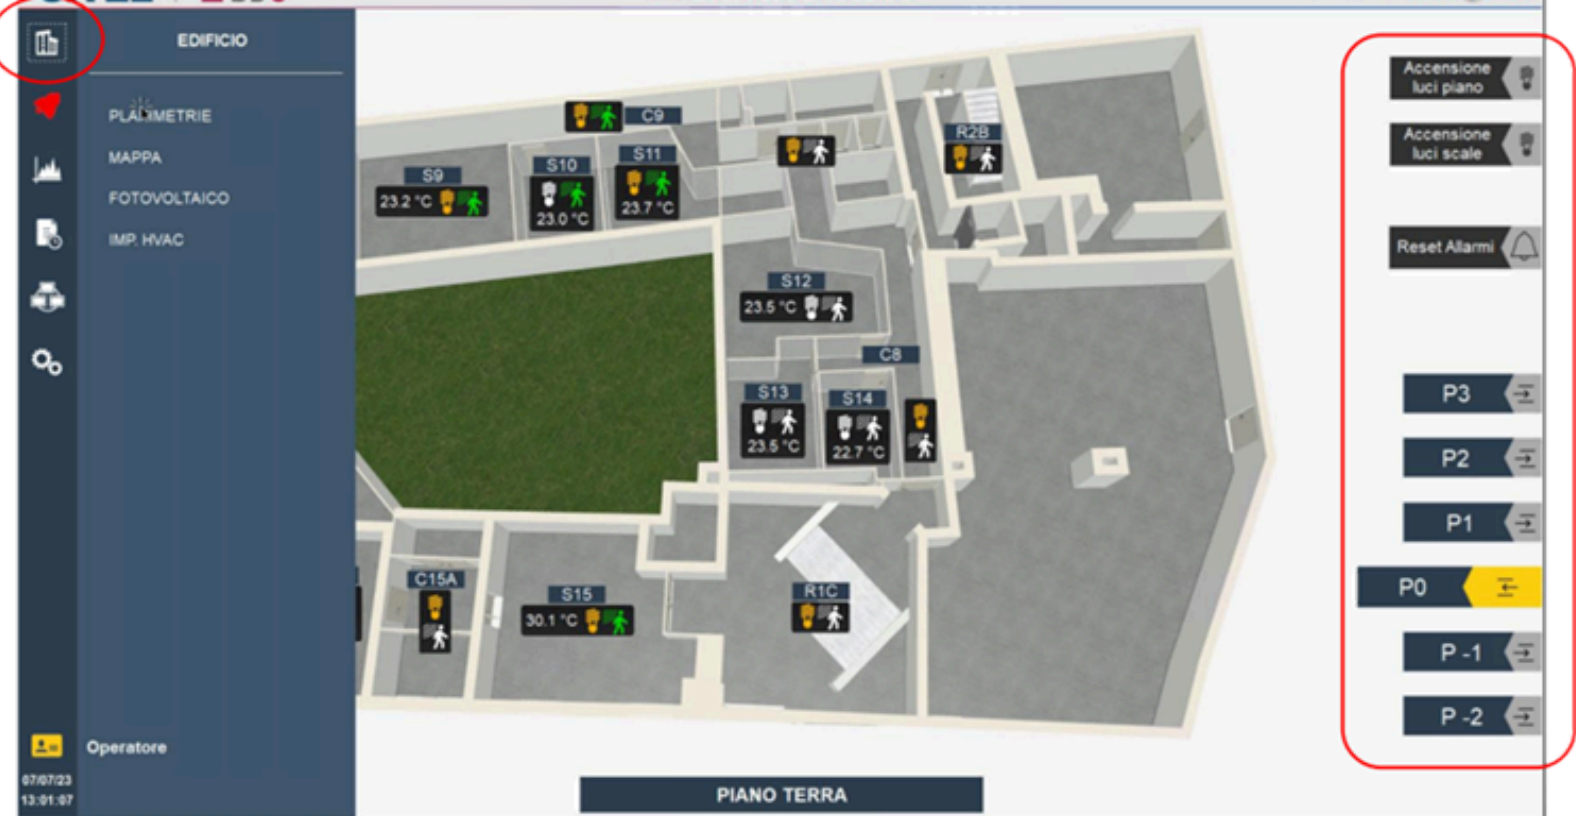 EDIFICIO
PLANIMETRIE
MAPPA
FOTOVOLTAICO
IMP. HVAC
Operatore
07/07/23
13:01:07
C9
S9
23.2 °C
S10
23.0 °C
S11
23.7 °C
R2B
S12
23.5 °C
C8
S13
23.5 °C
S14
22.7 °C
C15A
S15
30.1 °C
R1C
PIANO TERRA
Accensione
luci piano
Accensione
luci scale
Reset Allarmi
P3
P2
P1
P0
P -1
P -2